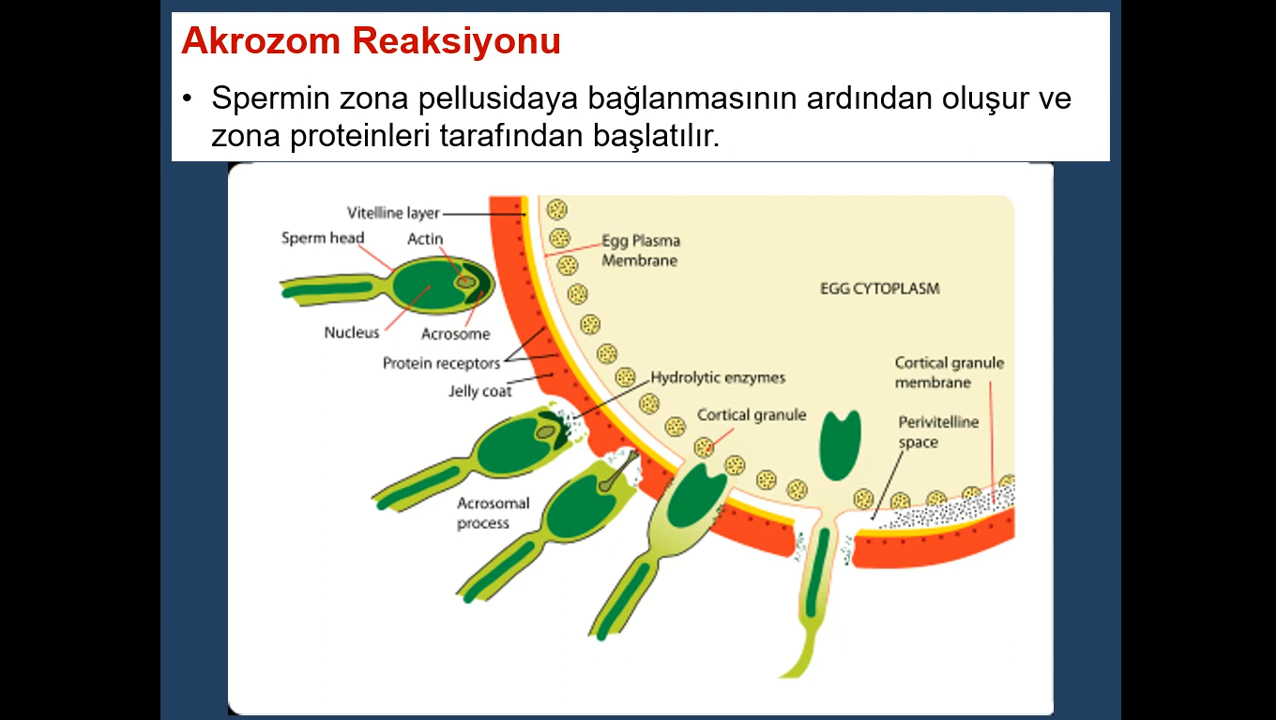 Akrozom Reaksiyonu
• Spermin zona pellusidaya bağlanmasının ardından oluşur ve
zona proteinleri tarafından başlatılır.
Vitelline layer
Sperm head
Actin
Egg Plasma
Membrane
EGG CYTOPLASM
Nucleus
Acrosome
Protein receptors
Jelly coat
Hydrolytic enzymes
Cortical granule
membrane
Cortical granule
Perivitelline
space
Acrosomal
process